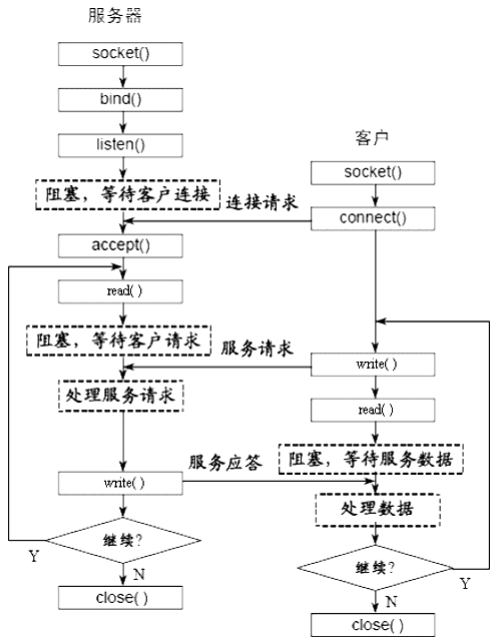 服务器
socket()
bind()
listen()
阻塞，等待客户连接
accept()
read( )
阻塞，等待客户请求
处理服务请求
write( )
继续?
Y
N
close( )
连接请求
服务请求
服务应答
客户
socket()
connect()
write( )
read( )
阻塞，等待服务数据
处理数据
继续?
Y
N
close( )